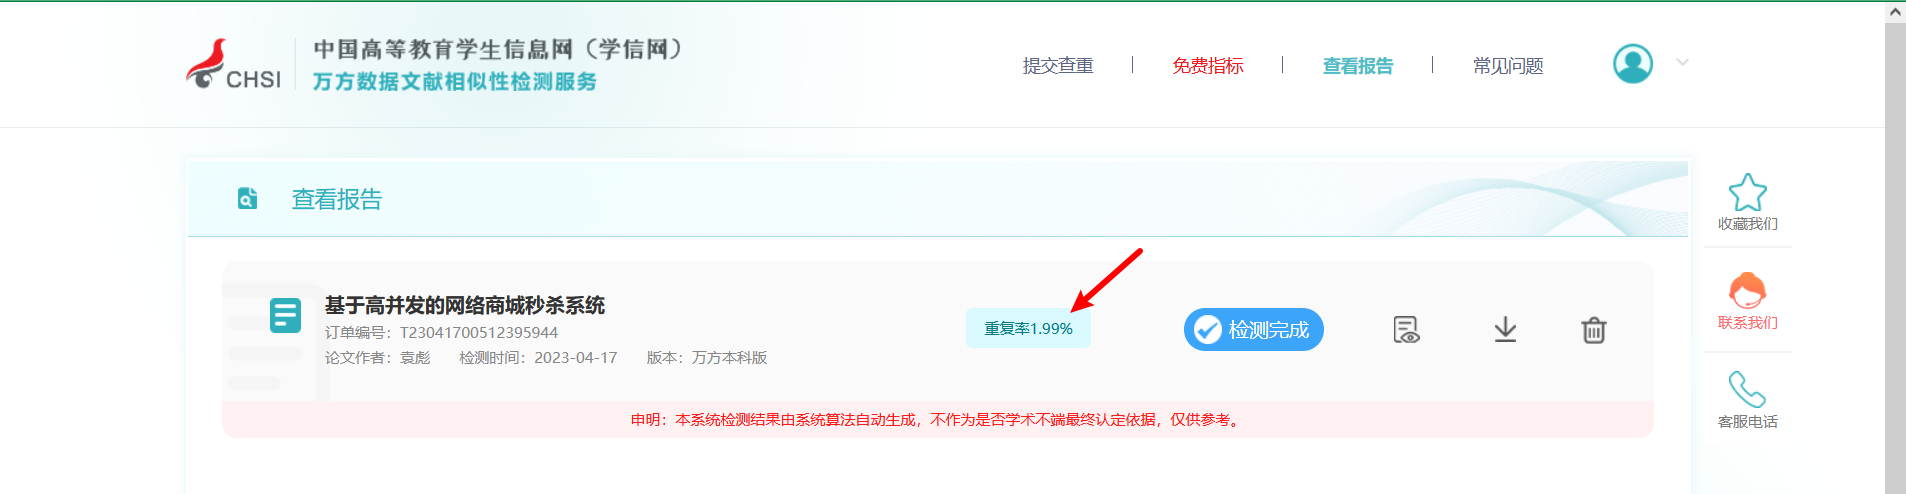 CHSI
中国高等教育学生信息网（学信网）
万方数据文献相似性检测服务
提交查重
免费指标
查看报告
常见问题
查看报告
基于高并发的网络商城秒杀系统
订单编号：T23041700512395944
论文作者：袁彪 检测时间：2023-04-17 版本：万方本科版
重复率1.99%
检测完成
申明：本系统检测结果由系统算法自动生成，不作为是否学术不端最终认定依据，仅供参考。
收藏我们
联系我们
客服电话